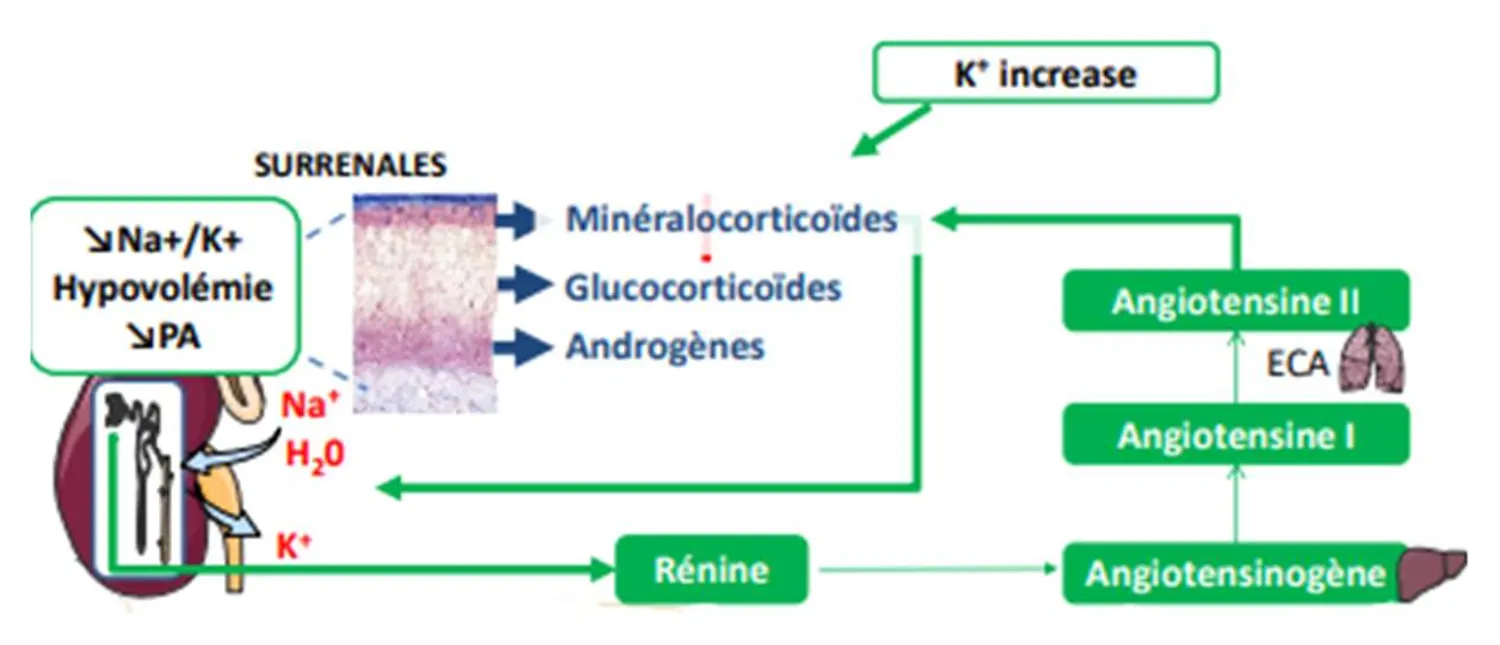 K⁺ increase
SURRENALES
↘Na+/K+
Hypovolémie
↘PA
Minéralocorticoïdes
Glucocorticoïdes
Androgènes
Angiotensine II
ECA
Angiotensine I
Na⁺
H₂0
K⁺
Rénine
Angiotensinogène